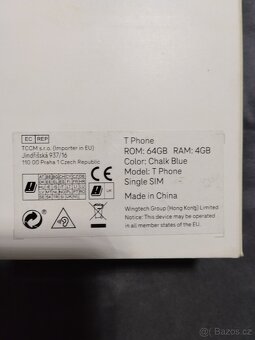 EC REP
TCCM s.r.o. (Importer in EU)
Jindřišská 937/16
110 00 Praha 1 Czech Republic
T Phone
ROM: 64GB RAM: 4GB
Color: Chalk Blue
Model: T Phone
Single SIM
Made in China
Wingtech Group (Hong Kong) Limited
Notice: This device may be operated
in all member states of the EU.
Sbazoš.cz